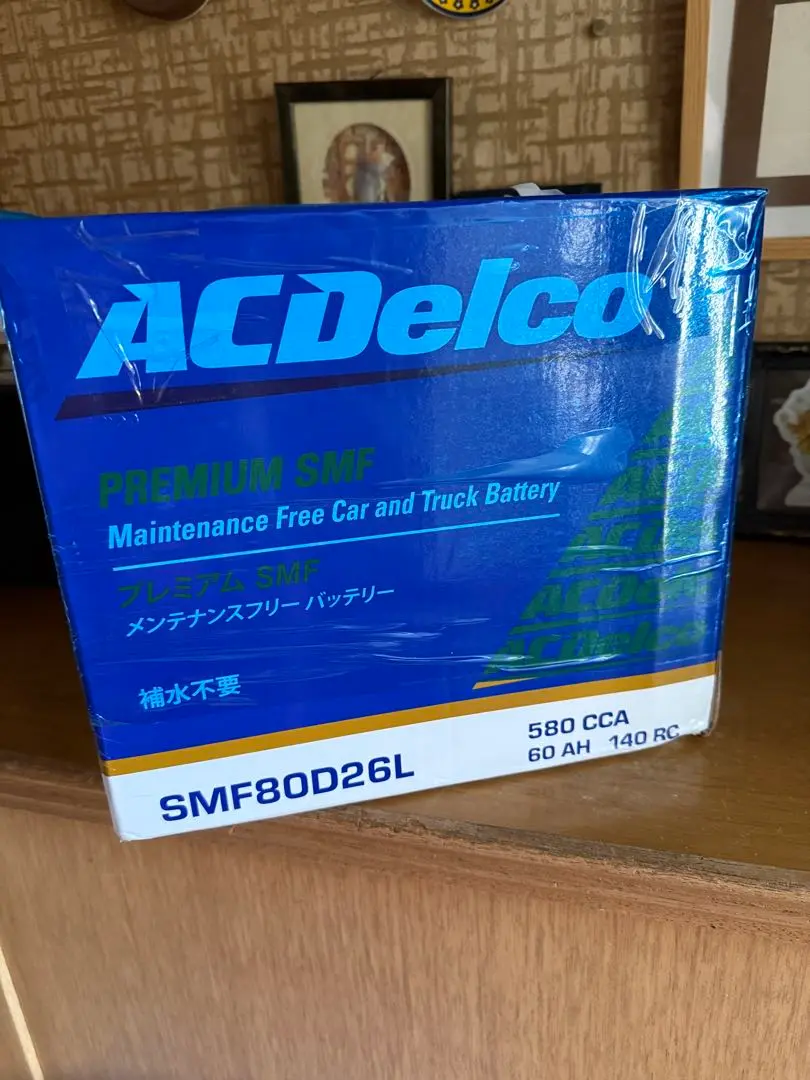 ACDelco
PREMIUM SMF
Maintenance Free Car and Truck Battery
プレミアム SMF
メンテナンスフリー バッテリー
補水不要
ACDelco
ACDelco
SMF80D26L
580 CCA
60 AH 140 RC